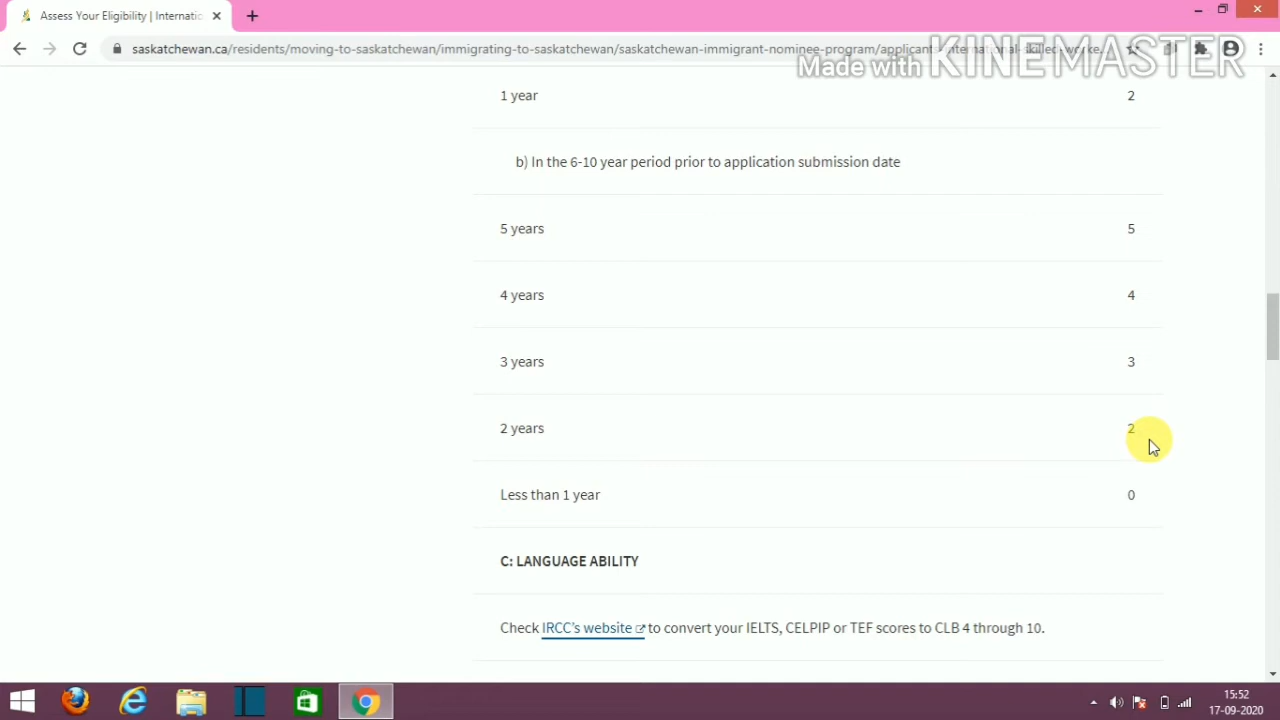 Assess Your Eligibility | Internatio
saskatchewan.ca/residents/moving-to-saskatchewan/immigrating-to-saskatchewan/saskatchewan-immigrant-nominee-program/applicants-international-skilled-worke...
Made with KINEMASTER
1 year 2
b) In the 6-10 year period prior to application submission date
5 years 5
4 years 4
3 years 3
2 years 2
Less than 1 year 0
C: LANGUAGE ABILITY
Check IRCC's website to convert your IELTS, CELPIP or TEF scores to CLB 4 through 10.
15:52
17-09-2020